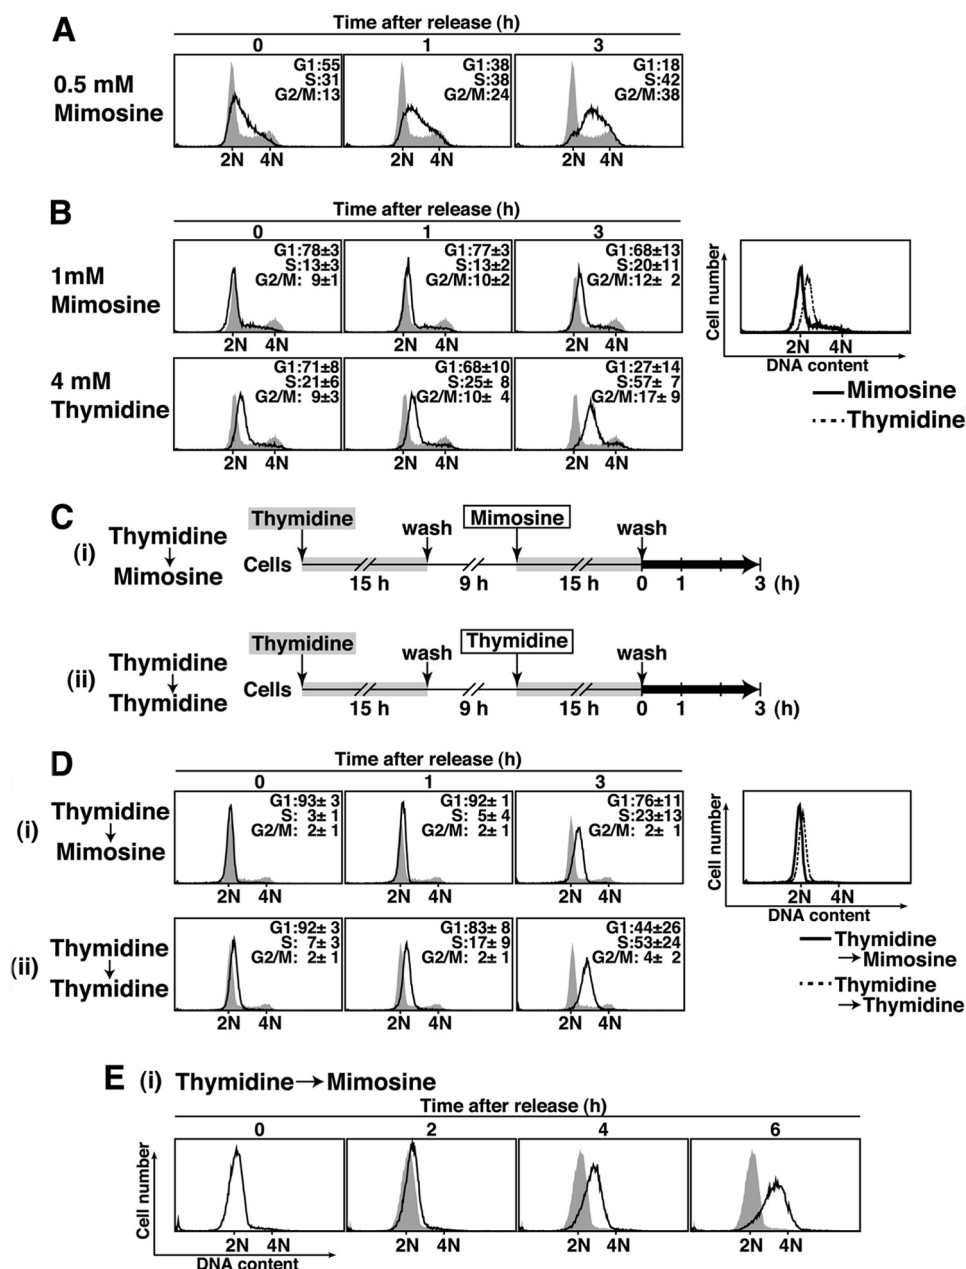 A
Time after release (h)
0 1 3
0.5 mM
Mimosine
G1:55
S:31
G2/M:13
2N 4N
G1:38
S:38
G2/M:24
2N 4N
G1:18
S:42
G2/M:38
2N 4N
B
Time after release (h)
0 1 3
1mM
Mimosine
G1:78±3
S:13±3
G2/M: 9±1
2N 4N
G1:77±3
S:13±2
G2/M:10±2
2N 4N
G1:68±13
S:20±11
G2/M:12± 2
2N 4N
4 mM
Thymidine
G1:71±8
S:21±6
G2/M: 9±3
2N 4N
G1:68±10
S:25± 8
G2/M:10± 4
2N 4N
G1:27±14
S:57± 7
G2/M:17± 9
2N 4N
Cell number
2N 4N
DNA content
Mimosine
Thymidine
C
(i)
Thymidine
Mimosine
Thymidine
wash
Mimosine
wash
Cells
15 h 9 h 15 h 0 1 3 (h)
(ii)
Thymidine
Thymidine
Thymidine
wash
Thymidine
wash
Cells
15 h 9 h 15 h 0 1 3 (h)
D
Time after release (h)
0 1 3
(i)
Thymidine
Mimosine
G1:93± 3
S: 3± 1
G2/M: 2± 1
2N 4N
G1:92± 1
S: 5± 4
G2/M: 2± 1
2N 4N
G1:76±11
S:23±13
G2/M: 2± 1
2N 4N
(ii)
Thymidine
Thymidine
G1:92± 3
S: 7± 3
G2/M: 2± 1
2N 4N
G1:83± 8
S:17± 9
G2/M: 2± 1
2N 4N
G1:44±26
S:53±24
G2/M: 4± 2
2N 4N
Cell number
2N 4N
DNA content
Thymidine
→Mimosine
Thymidine
→Thymidine
E (i) Thymidine→Mimosine
Time after release (h)
0 2 4 6
Cell number
2N 4N 2N 4N 2N 4N 2N 4N
DNA content